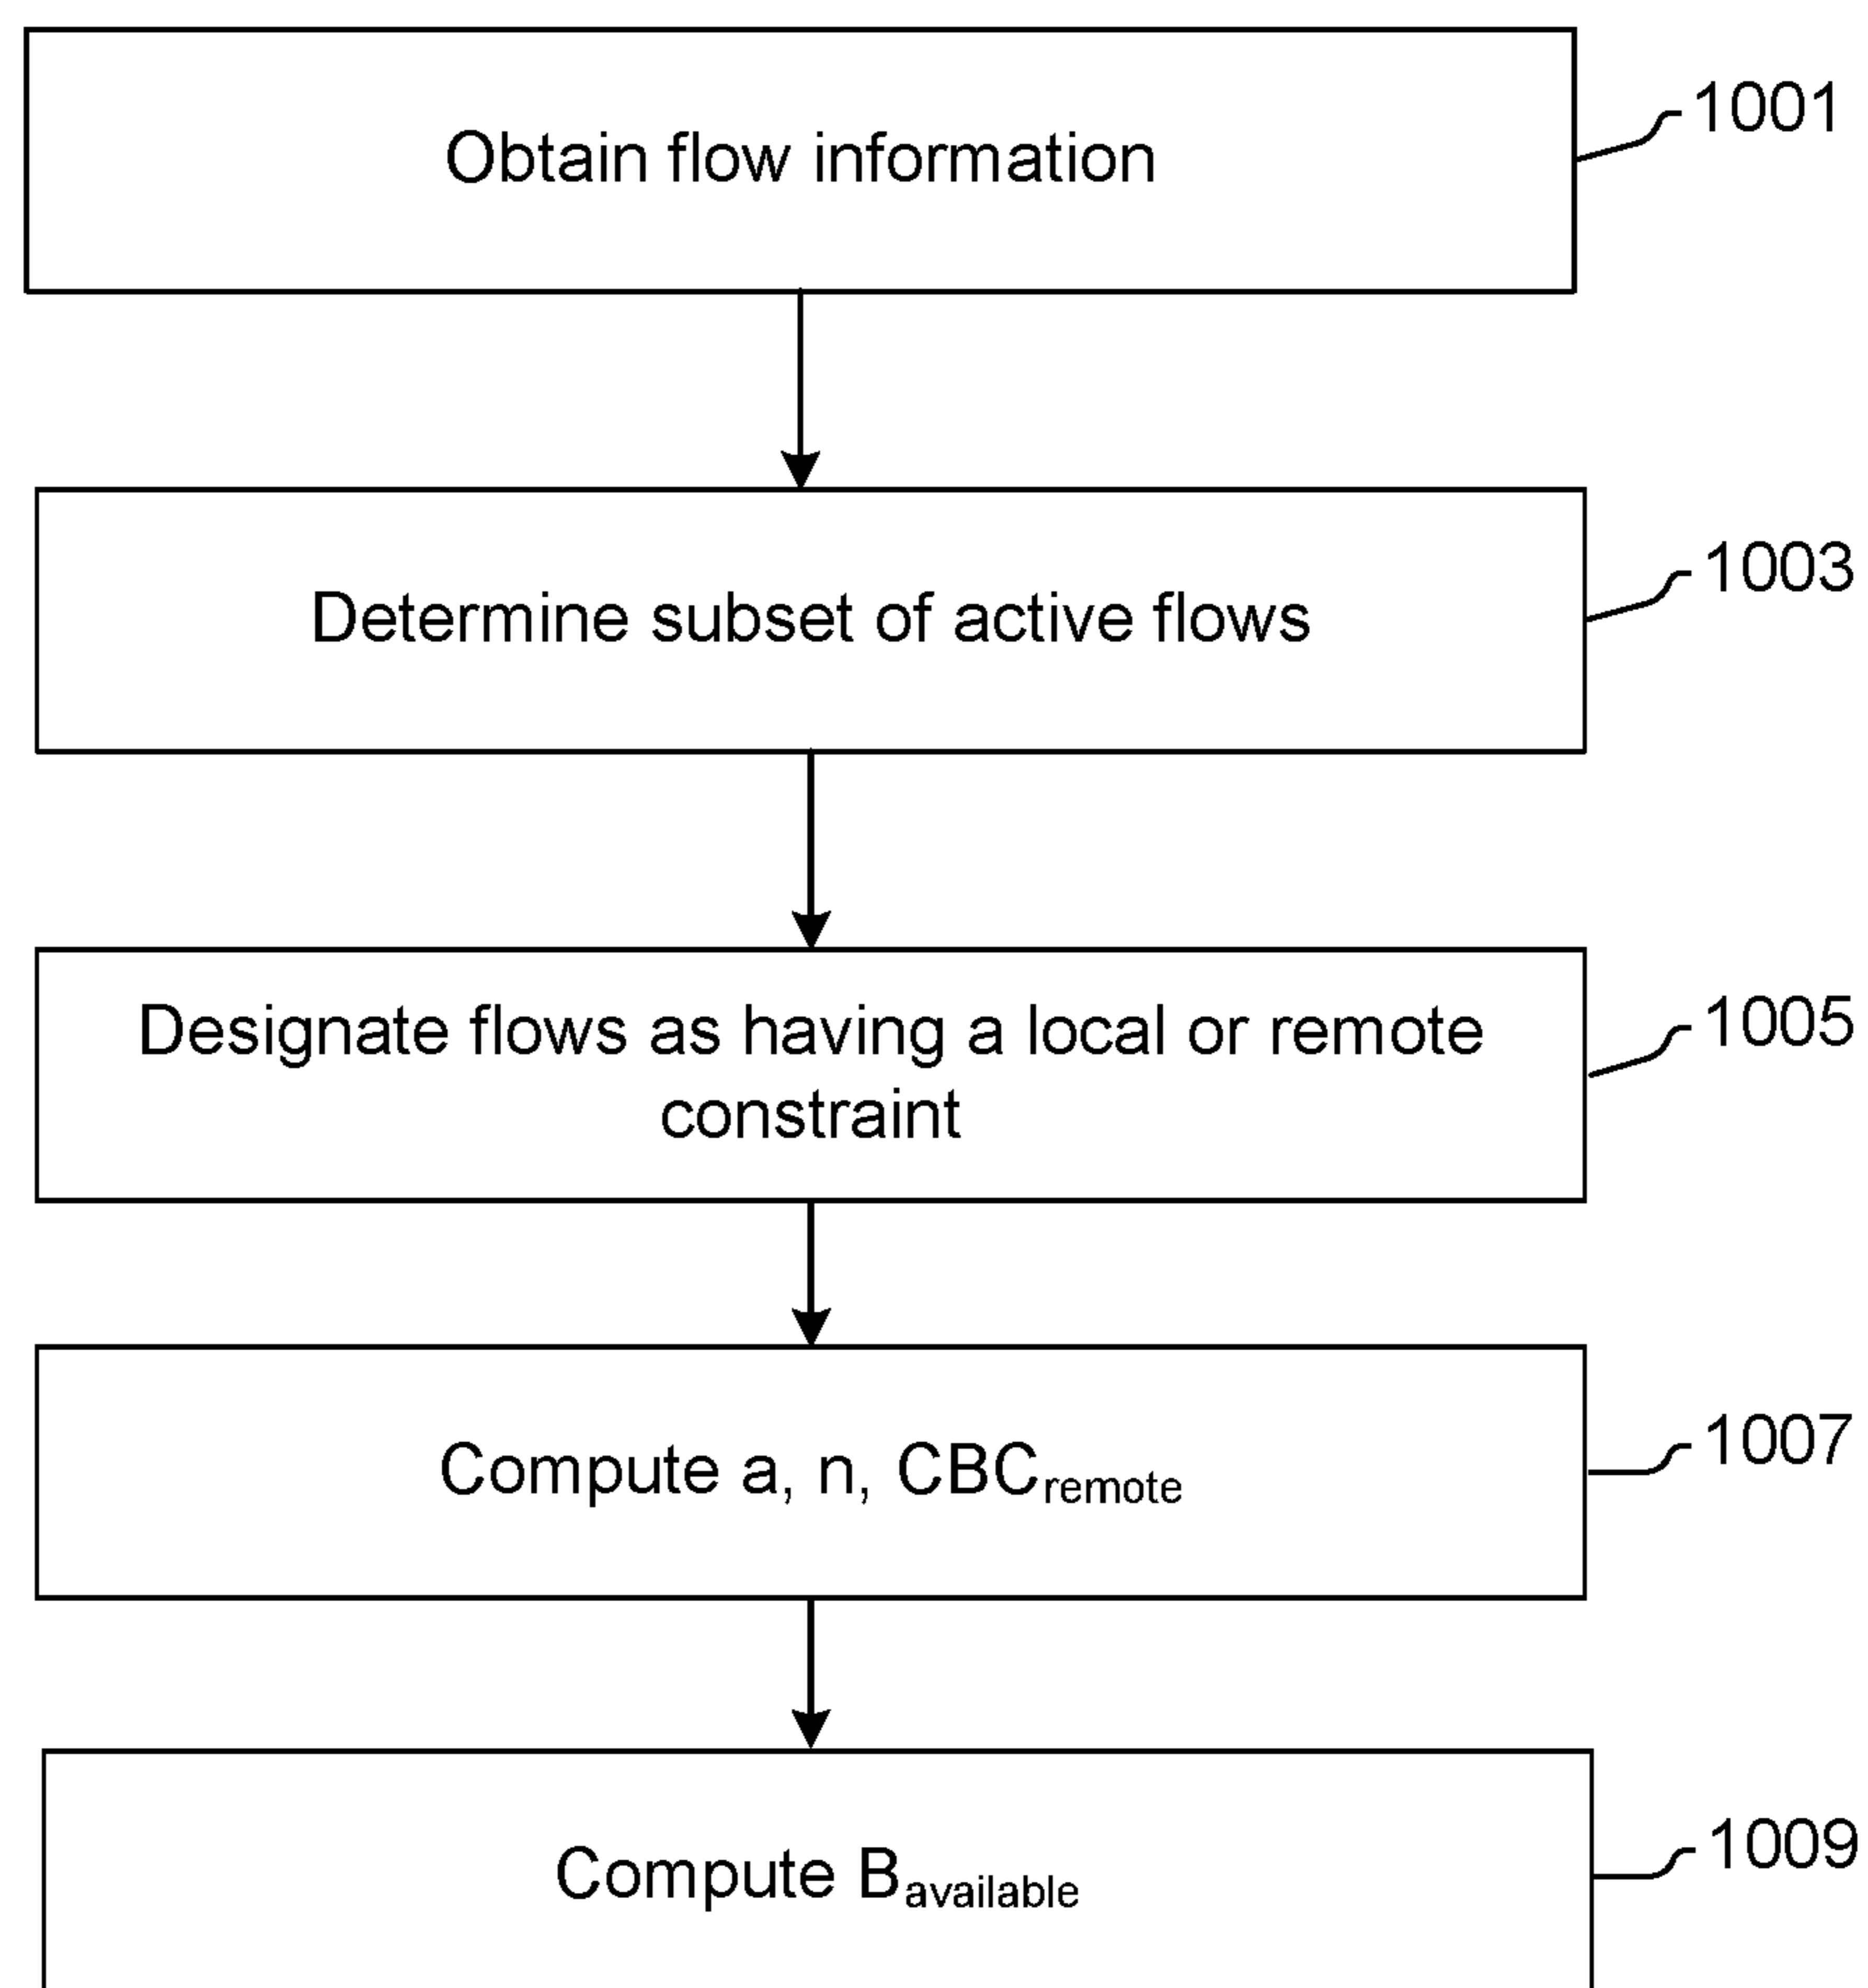 Obtain flow information
1001
Determine subset of active flows
1003
Designate flows as having a local or remote
constraint
1005
Compute a, n, CBCremote
1007
Compute Bavailable
1009